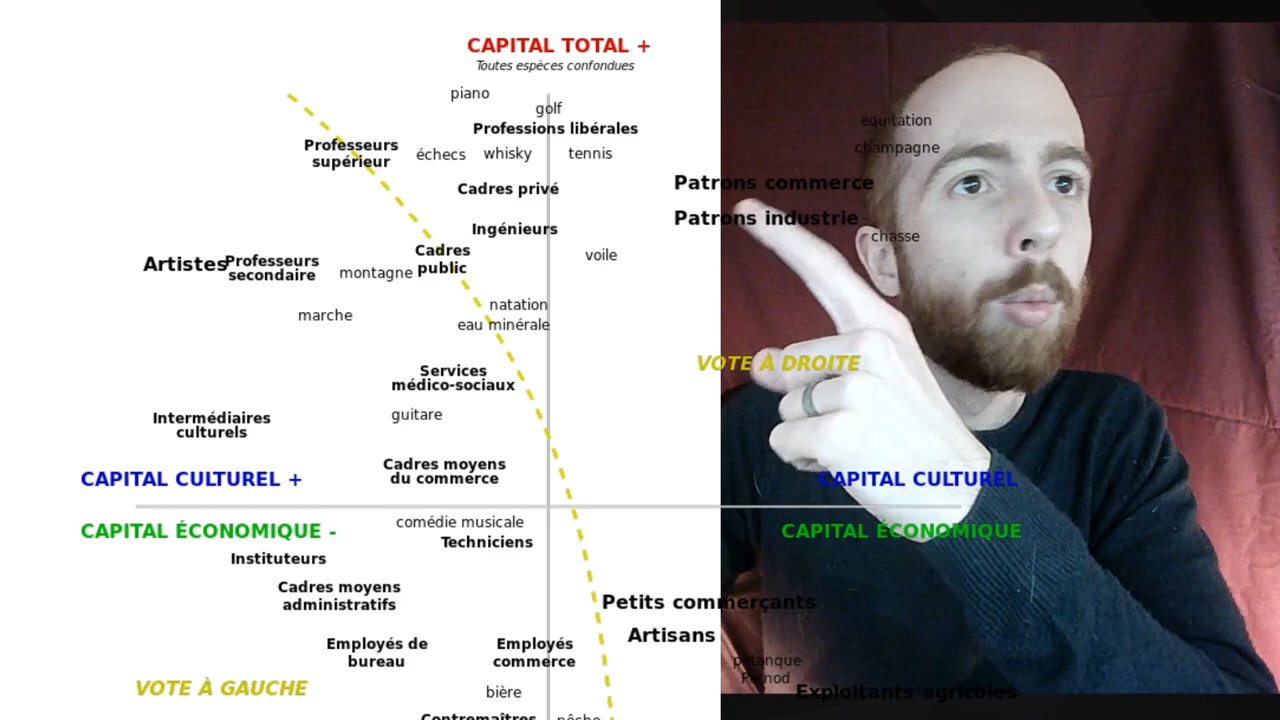 CAPITAL TOTAL +
Toutes espèces confondues
piano
golf
équitation
Professions libérales
Professeurs
supérieur
échecs
whisky
tennis
champagne
Cadres privé
Patrons commerce
Ingénieurs
Patrons industrie
chasse
Cadres
public
voile
Artistes
Professeurs
secondaire
montagne
natation
marche
eau minérale
VOTE À DROITE
Services
médico-sociaux
guitare
Intermédiaires
culturels
Cadres moyens
du commerce
CAPITAL CULTUREL +
CAPITAL CULTUREL
CAPITAL ÉCONOMIQUE -
CAPITAL ÉCONOMIQUE
comédie musicale
Techniciens
Instituteurs
Cadres moyens
administratifs
Petits commerçants
Artisans
Employés de
bureau
Employés
commerce
pétanque
Pernod
VOTE À GAUCHE
bière
Exploitants agricoles
Contremaîtres
pêche